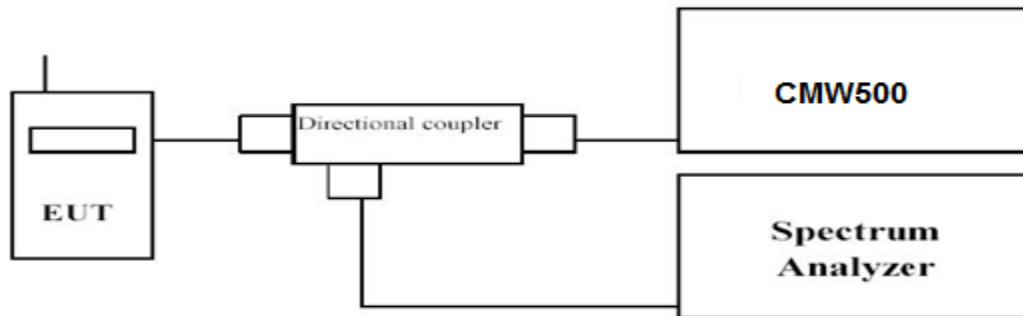 Directional coupler
CMW500
EUT
Spectrum
Analyzer